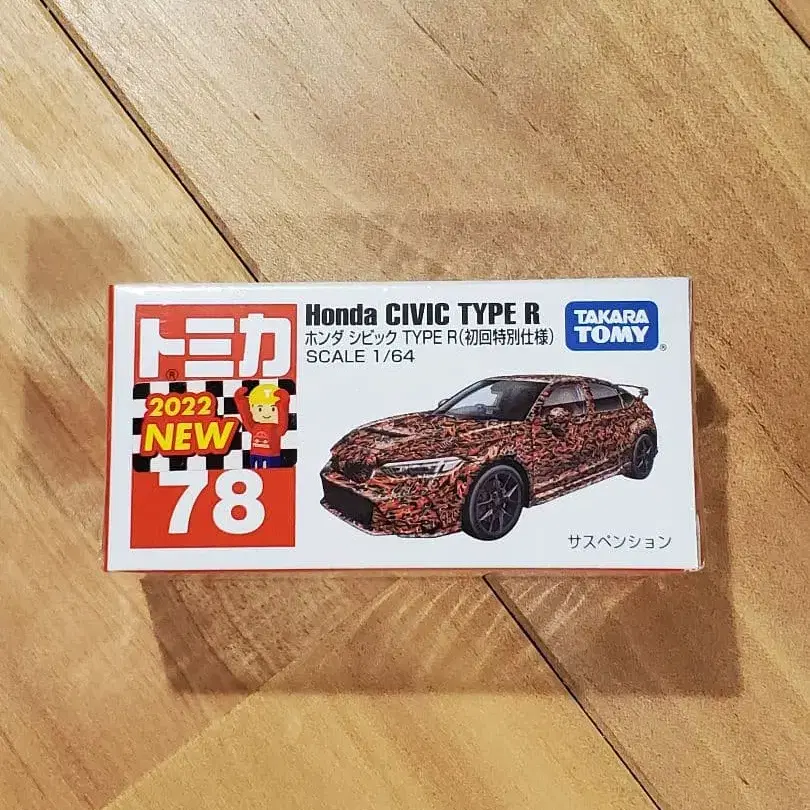 トミカ
®
2022
NEW
78
Honda CIVIC TYPE R
ホンダ シビック TYPE R(初回特別仕様)
SCALE 1/64
TAKARA
TOMY
®
サスペンション